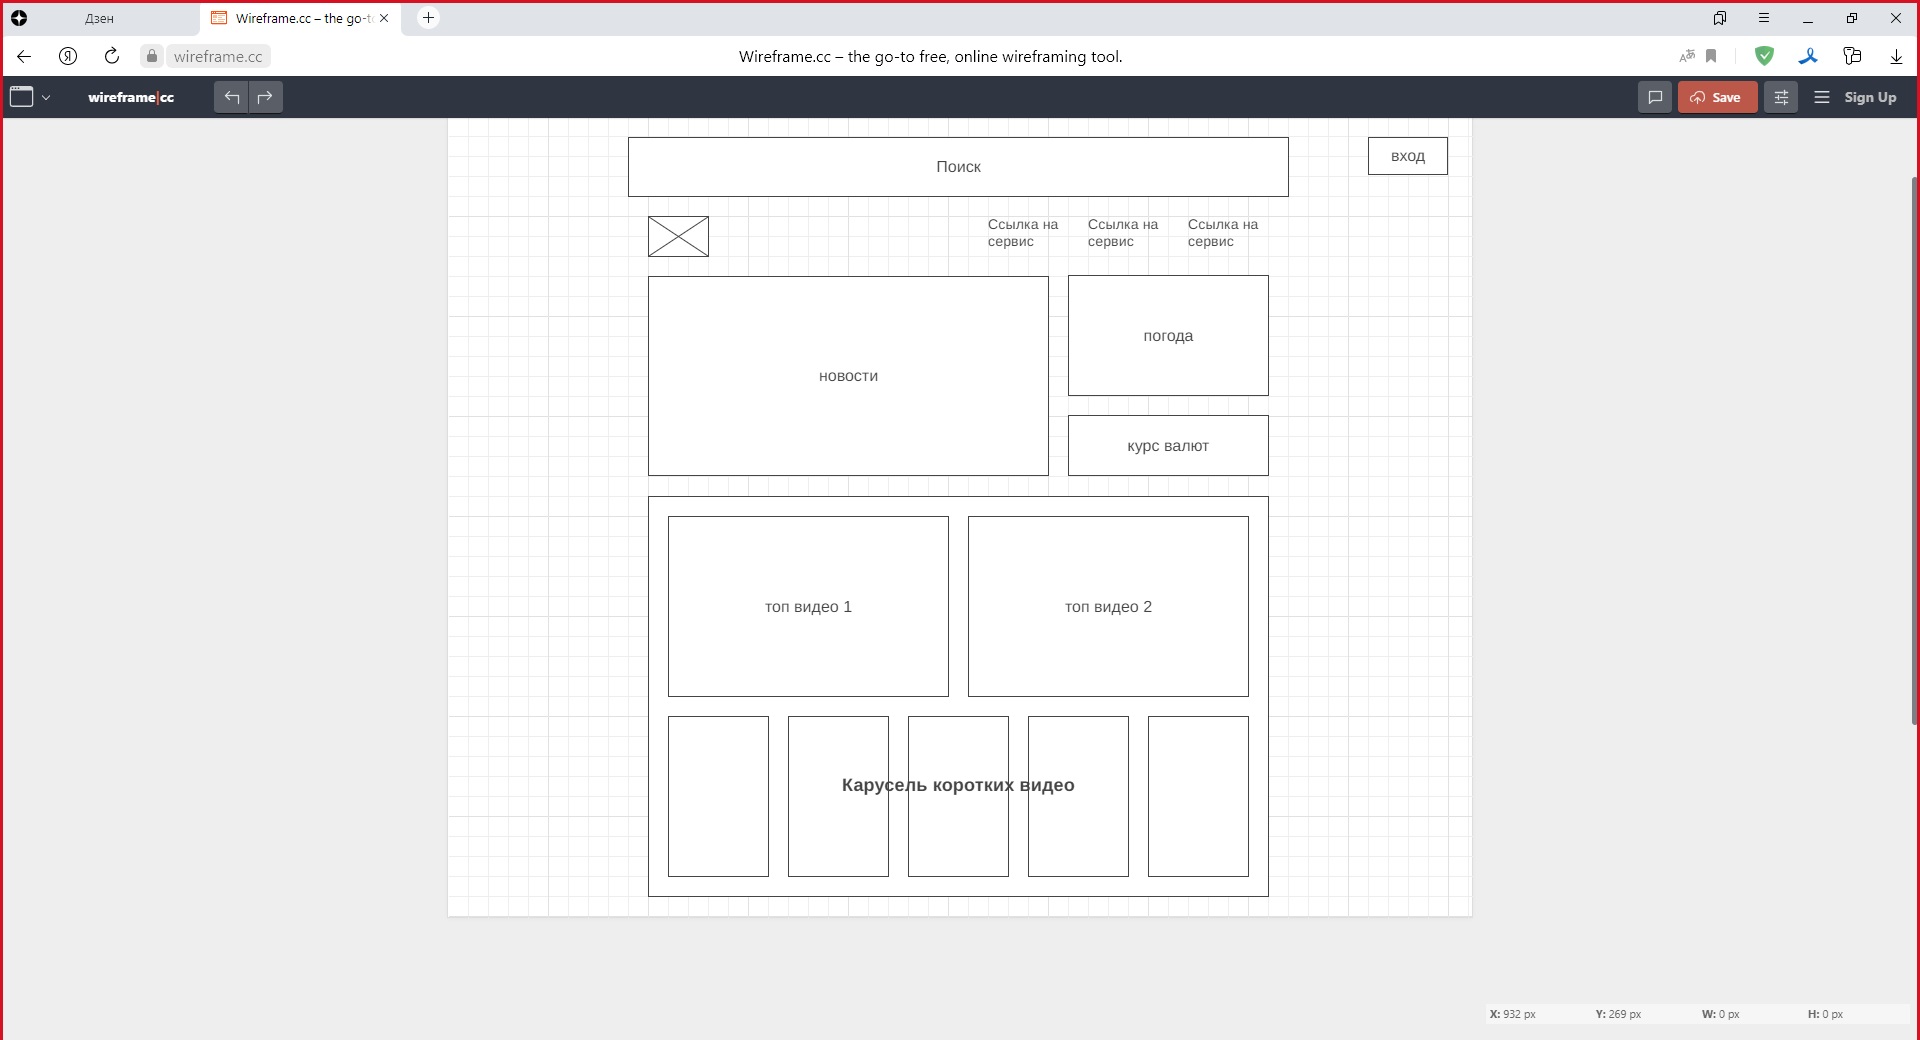 Дзен
Wireframe.cc – the go-t
wireframe.cc
Wireframe.cc – the go-to free, online wireframing tool.
wireframe|cc
Save
Sign Up
Поиск
вход
Ссылка на
сервис
Ссылка на
сервис
Ссылка на
сервис
новости
погода
курс валют
топ видео 1
топ видео 2
Карусель коротких видео
X: 932 px Y: 269 px W: 0 px H: 0 px